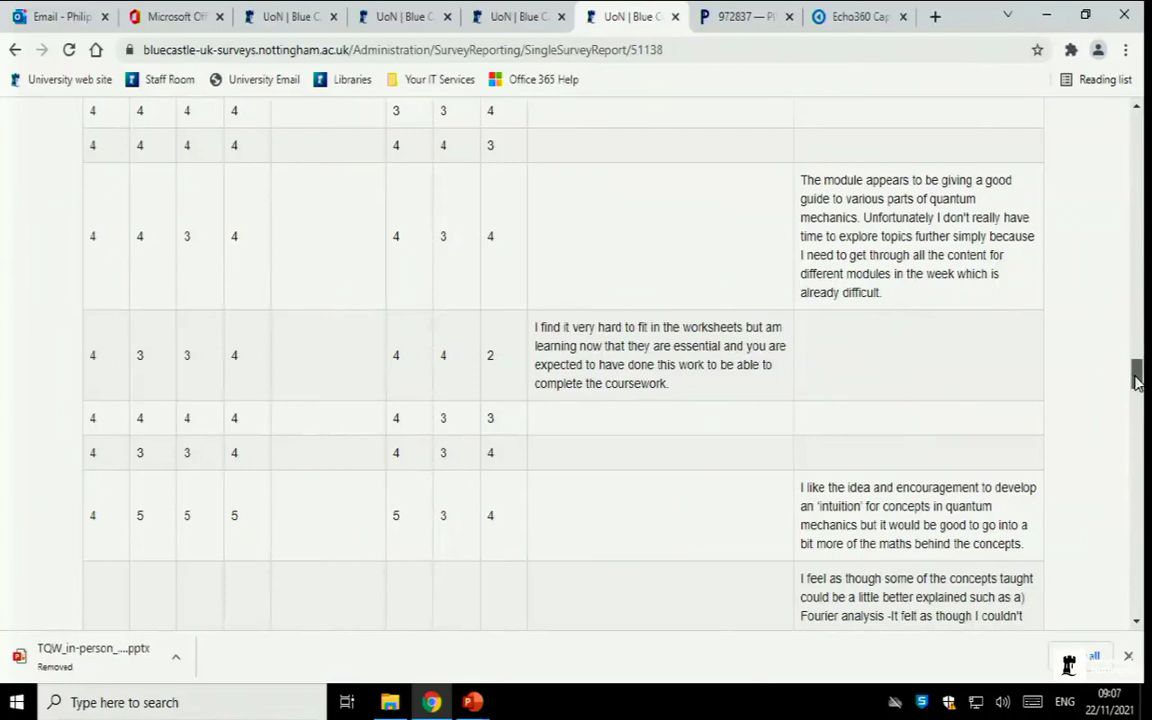 Email - Philip
Microsoft Off
UoN | Blue C
UoN | Blue C
UoN | Blue C
UoN | Blue C
972837 — Pl
Echo360 Cap
bluecastle-uk-surveys.nottingham.ac.uk/Administration/SurveyReporting/SingleSurveyReport/51138
University web site
Staff Room
University Email
Libraries
Your IT Services
Office 365 Help
Reading list
4 4 4 4 3 3 4
4 4 4 4 4 4 3
The module appears to be giving a good
guide to various parts of quantum
mechanics. Unfortunately I don't really have
4 4 3 4 4 3 4 time to explore topics further simply because
I need to get through all the content for
different modules in the week which is
already difficult.
I find it very hard to fit in the worksheets but am
learning now that they are essential and you are
4 3 3 4 4 4 2 expected to have done this work to be able to
complete the coursework.
4 4 4 4 4 3 3
4 3 3 4 4 3 4
I like the idea and encouragement to develop
an 'intuition' for concepts in quantum
4 5 5 5 5 3 4 mechanics but it would be good to go into a
bit more of the maths behind the concepts.
I feel as though some of the concepts taught
could be a little better explained such as a)
Fourier analysis -It felt as though I couldn't
TQW_in-person_....pptx
Removed
all
Type here to search
ENG
09:07
22/11/2021